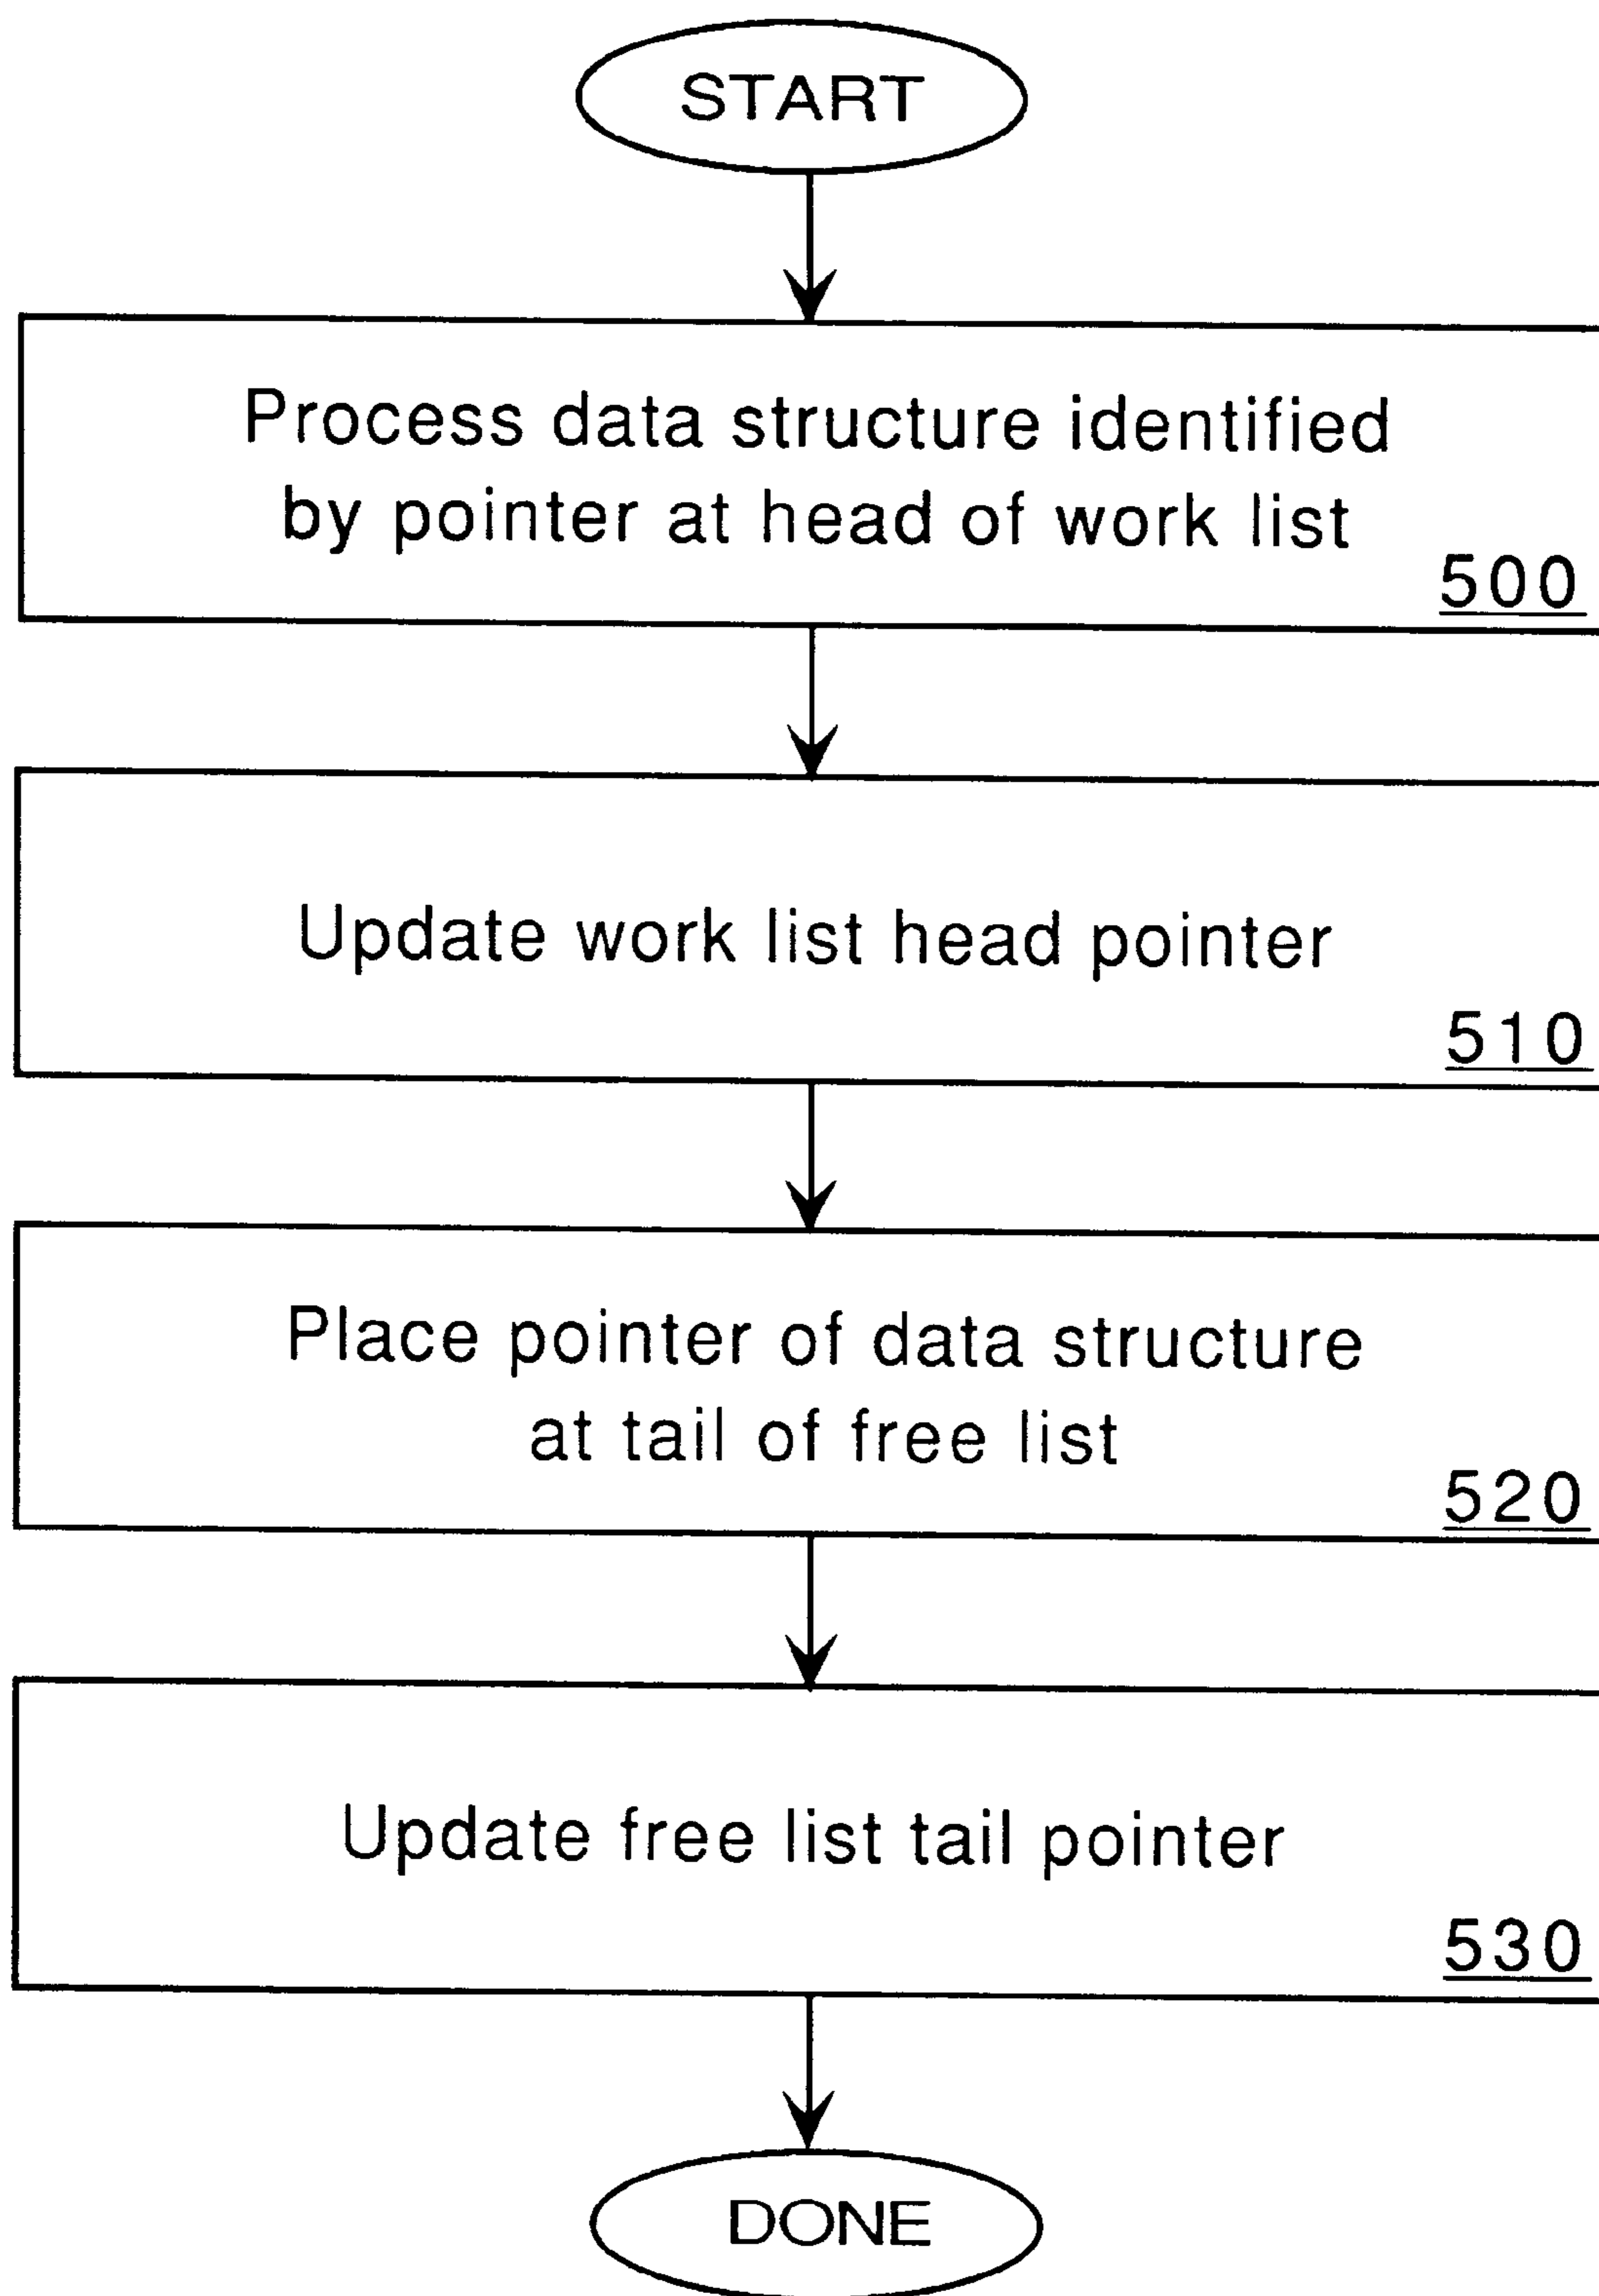 START
Process data structure identified
by pointer at head of work list
500
Update work list head pointer
510
Place pointer of data structure
at tail of free list
520
Update free list tail pointer
530
DONE